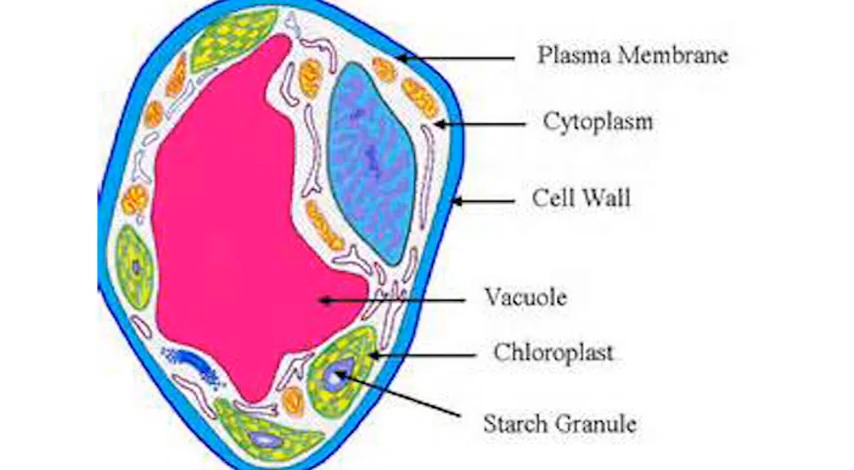 Plasma Membrane
Cytoplasm
Cell Wall
Vacuole
Chloroplast
Starch Granule